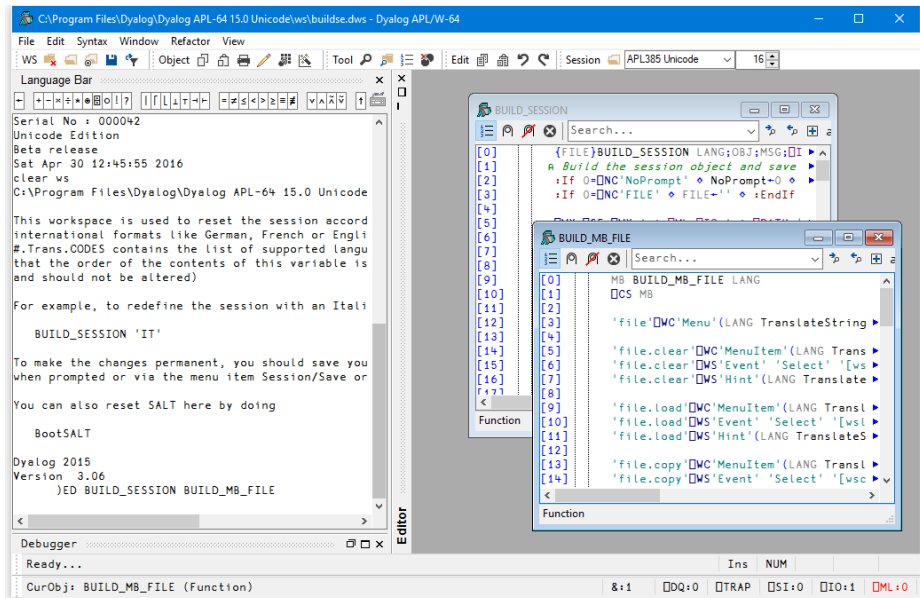 C:\Program Files\Dyalog\Dyalog APL-64 15.0 Unicode\ws\buildse.dws - Dyalog APL/W-64
File Edit Syntax Window Refactor View
WS Object Tool Edit Session APL385 Unicode 16
Language Bar
← + - × ÷ * ⍟ ⌹ ○ ! ? | ⌈ ⌊ ⊥ ⊤ ⊣ ⊢ = ≠ ≤ < > ≥ ≡ ≢ ∨ ∧ ⍲ ⍱ ↑
Serial No : 000042
Unicode Edition
Beta release
Sat Apr 30 12:45:55 2016
clear ws
C:\Program Files\Dyalog\Dyalog APL-64 15.0 Unicode
This workspace is used to reset the session accord
international formats like German, French or Engli
#.Trans.CODES contains the list of supported langu
that the order of the contents of this variable is
and should not be altered)
For example, to redefine the session with an Itali
BUILD_SESSION 'IT'
To make the changes permanent, you should save you
when prompted or via the menu item Session/Save or
You can also reset SALT here by doing
BootSALT
Dyalog 2015
Version 3.06
)ED BUILD_SESSION BUILD_MB_FILE
Debugger
Editor
BUILD_SESSION
Search...
[0] {FILE}BUILD_SESSION LANG;OBJ;MSG;⎕I
[1] ⍝ Build the session object and save
[2] :If 0=⎕NC'NoPrompt' ⋄ NoPrompt←0 ⋄
[3] :If 0=⎕NC'FILE' ⋄ FILE←'' ⋄ :EndIf
[4]
[5]
[6]
[7]
[8]
[9]
[10]
[11]
[12]
[13]
[14]
[15]
[16]
[17]
Function
BUILD_MB_FILE
Search...
[0] MB BUILD_MB_FILE LANG
[1] ⎕CS MB
[2]
[3] 'file'⎕WC'Menu'(LANG TranslateString
[4]
[5] 'file.clear'⎕WC'MenuItem'(LANG Trans
[6] 'file.clear'⎕WS'Event' 'Select' '[ws
[7] 'file.clear'⎕WS'Hint'(LANG Translate
[8]
[9] 'file.load'⎕WC'MenuItem'(LANG Transl
[10] 'file.load'⎕WS'Event' 'Select' '[wsl
[11] 'file.load'⎕WS'Hint'(LANG TranslateS
[12]
[13] 'file.copy'⎕WC'MenuItem'(LANG Transl
[14] 'file.copy'⎕WS'Event' 'Select' '[wsc
Function
Ready... Ins NUM
CurObj: BUILD_MB_FILE (Function) &:1 ⎕DQ:0 ⎕TRAP ⎕SI:0 ⎕IO:1 ⎕ML:0